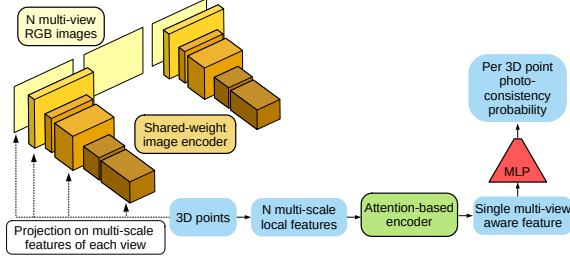 N multi-view
RGB images
Shared-weight
image encoder
Per 3D point
photo-
consistency
probability
MLP
3D points
N multi-scale
local features
Attention-based
encoder
Single multi-view
aware feature
Projection on multi-scale
features of each view